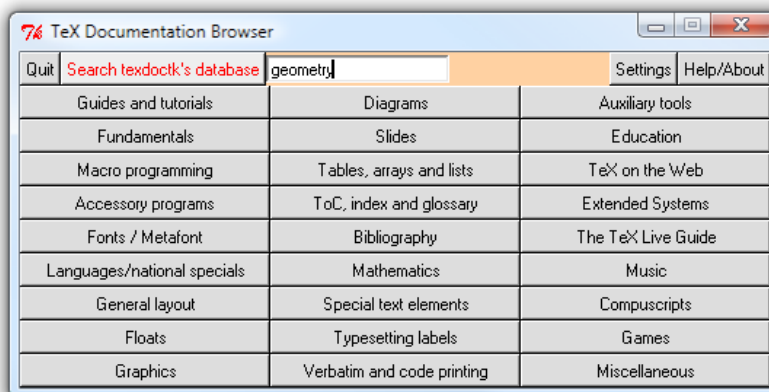 TeX Documentation Browser
Quit Search texdoctk's database geometry Settings Help/About
Guides and tutorials Diagrams Auxiliary tools
Fundamentals Slides Education
Macro programming Tables, arrays and lists TeX on the Web
Accessory programs ToC, index and glossary Extended Systems
Fonts / Metafont Bibliography The TeX Live Guide
Languages/national specials Mathematics Music
General layout Special text elements Compuscripts
Floats Typesetting labels Games
Graphics Verbatim and code printing Miscellaneous